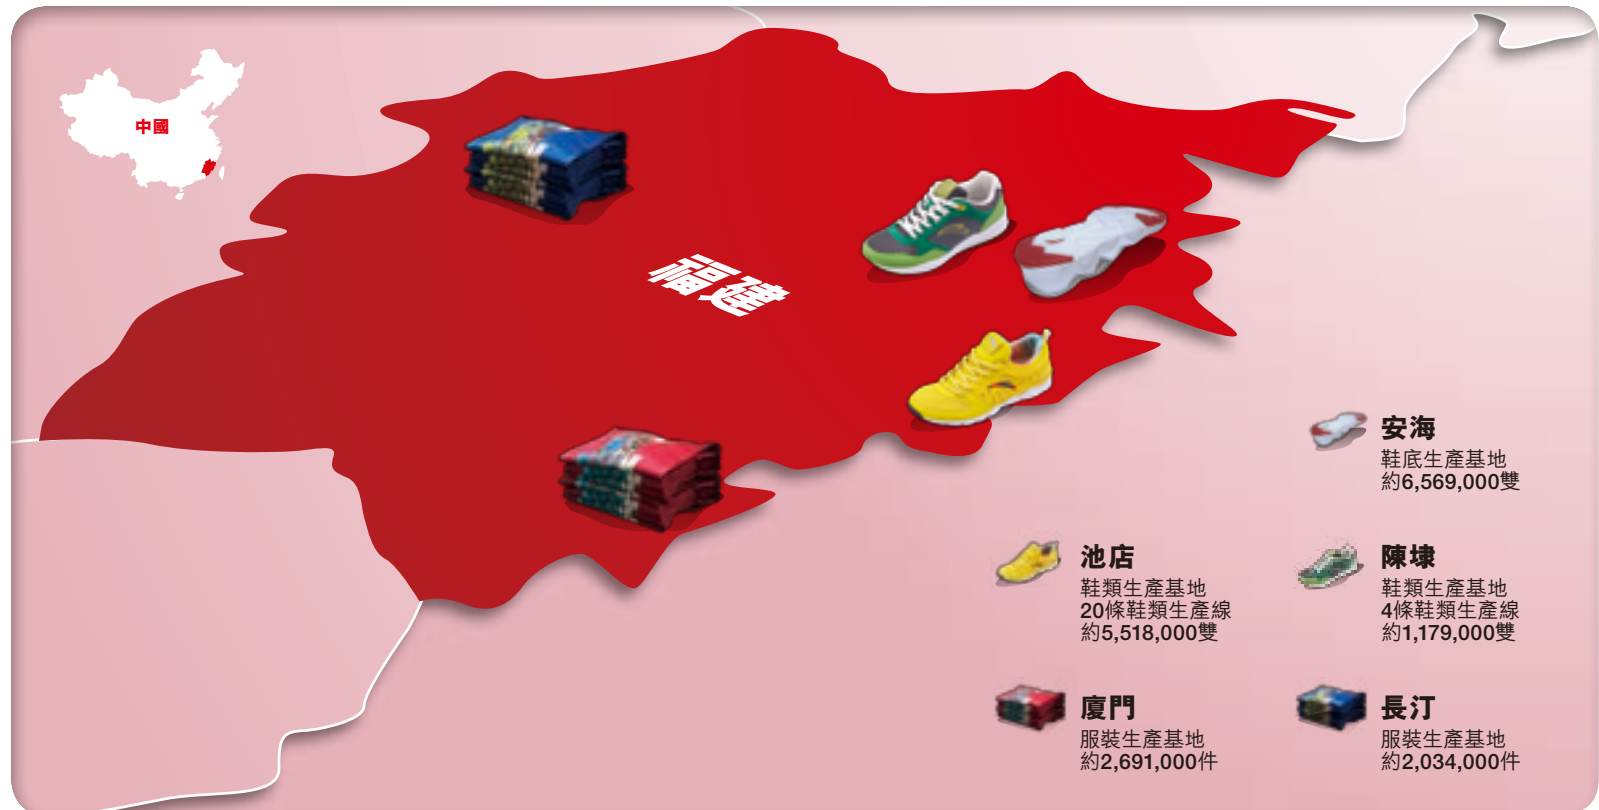 中國
福建
安海
鞋底生產基地
約6,569,000雙
池店
鞋類生產基地
20條鞋類生產線
約5,518,000雙
陳埭
鞋類生產基地
4條鞋類生產線
約1,179,000雙
廈門
服裝生產基地
約2,691,000件
長汀
服裝生產基地
約2,034,000件